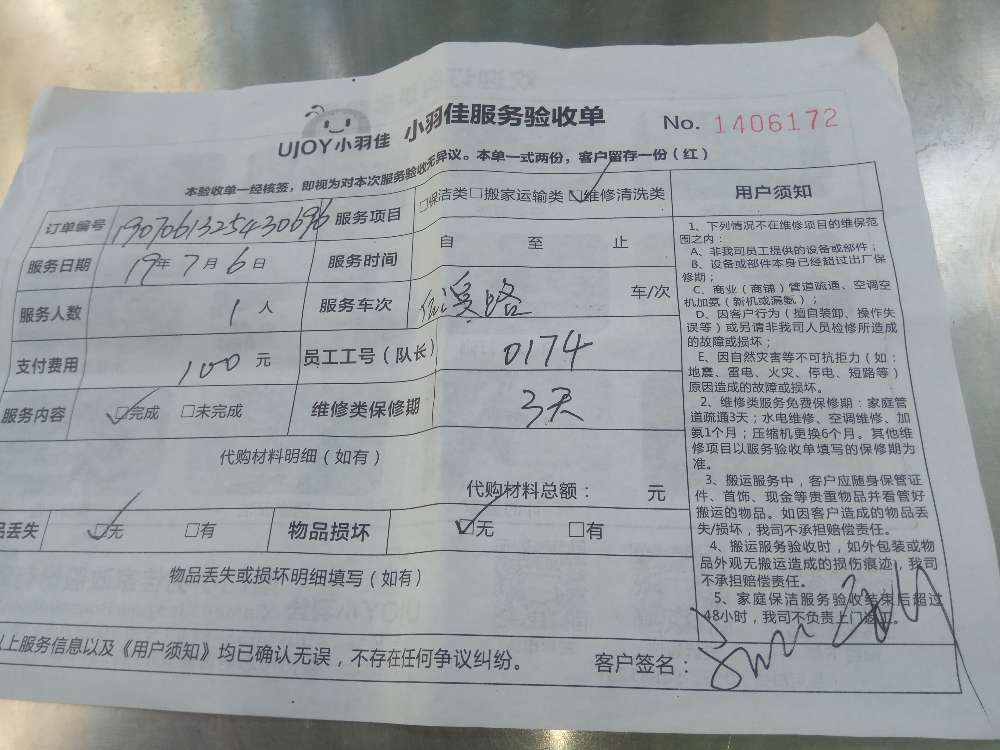 UJOY小羽佳 小羽佳服务验收单 No. 1406172
本验收单一经核签，即视为对本次服务验收无异议。本单一式两份，客户留存一份（红）
订单编号 1907061325430696 服务项目 □保洁类□搬家运输类☑维修清洗类
服务日期 19年7月6日 服务时间 自 至 止
服务人数 1人 服务车次 溪路 车/次
支付费用 100元 员工工号（队长） 0174
服务内容 ☑完成 □未完成 维修类保修期 3天
代购材料明细（如有）
代购材料总额： 元
品丢失 ☑无 □有 物品损坏 ☑无 □有
物品丢失或损坏明细填写（如有）
以上服务信息以及《用户须知》均已确认无误，不存在任何争议纠纷。 客户签名：
用户须知
1、下列情况不在维修项目的维保范
围之内：
A、非我司员工提供的设备或部件；
B、设备或部件本身已经超过出厂保
修期；
C、商业（商铺）管道疏通、空调空
机加氨（新机或漏氨）；
D、因客户行为（擅自装卸、操作失
误等）或另请非我司人员检修所造成
的故障或损坏；
E、因自然灾害等不可抗拒力（如：
地震、雷电、火灾、停电、短路等）
原因造成的故障或损坏。
2、维修类服务免费保修期：家庭管
道疏通3天；水电维修、空调维修、加
氨1个月；压缩机更换6个月。其他维
修项目以服务验收单填写的保修期为
准。
3、搬运服务中，客户应随身保管证
件、首饰、现金等贵重物品并看管好
搬运的物品。如因客户造成的物品丢
失/损坏，我司不承担赔偿责任。
4、搬运服务验收时，如外包装或物
品外观无搬运造成的损伤痕迹，我司
不承担赔偿责任。
5、家庭保洁服务验收结束后超过
48小时，我司不负责上门返工。